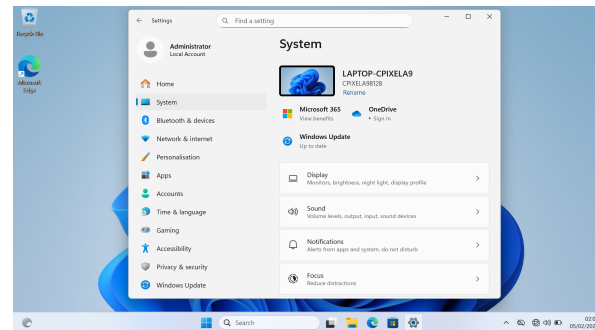 Recycle Bin
Microsoft
Edge
Settings
Find a setting
Administrator
Local Account
Home
System
Bluetooth & devices
Network & internet
Personalisation
Apps
Accounts
Time & language
Gaming
Accessibility
Privacy & security
Windows Update
System
LAPTOP-CPIXELA9
CPIXELA98128
Rename
Microsoft 365
View benefits
OneDrive
• Sign In
Windows Update
Up to date
Display
Monitors, brightness, night light, display profile
Sound
Volume levels, output, input, sound devices
Notifications
Alerts from apps and system, do not disturb
Focus
Reduce distractions
Search